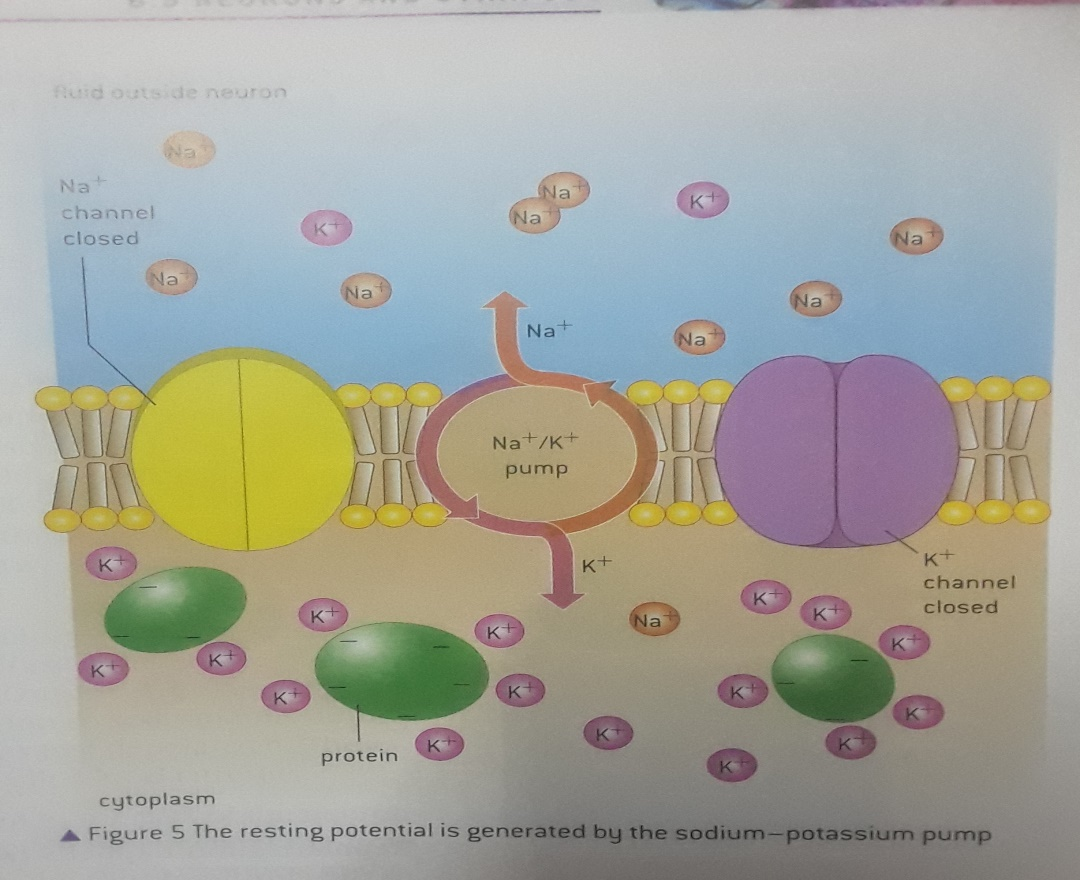 fluid outside neuron
Na⁺
Na⁺
channel
closed
K⁺
Na⁺
Na⁺
K⁺
Na⁺
Na⁺
Na⁺
Na⁺
Na⁺
Na⁺
Na⁺/K⁺
pump
K⁺
K⁺
K⁺
channel
closed
K⁺
K⁺
K⁺
Na⁺
K⁺
K⁺
K⁺
K⁺
K⁺
K⁺
K⁺
K⁺
K⁺
K⁺
protein
K⁺
K⁺
cytoplasm
▲ Figure 5 The resting potential is generated by the sodium–potassium pump